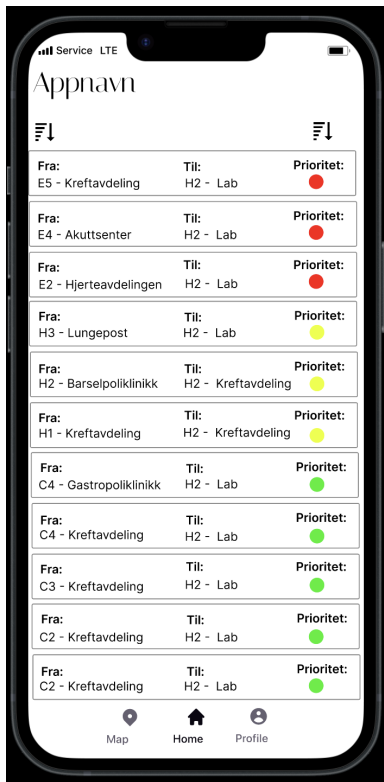 Service LTE
Appnavn
Fra: Til: Prioritet:
E5 - Kreftavdeling H2 - Lab
Fra: Til: Prioritet:
E4 - Akuttsenter H2 - Lab
Fra: Til: Prioritet:
E2 - Hjerteavdelingen H2 - Lab
Fra: Til: Prioritet:
H3 - Lungepost H2 - Lab
Fra: Til: Prioritet:
H2 - Barselpoliklinikk H2 - Kreftavdeling
Fra: Til: Prioritet:
H1 - Kreftavdeling H2 - Kreftavdeling
Fra: Til: Prioritet:
C4 - Gastropoliklinikk H2 - Lab
Fra: Til: Prioritet:
C4 - Kreftavdeling H2 - Lab
Fra: Til: Prioritet:
C3 - Kreftavdeling H2 - Lab
Fra: Til: Prioritet:
C2 - Kreftavdeling H2 - Lab
Fra: Til: Prioritet:
C2 - Kreftavdeling H2 - Lab
Map Home Profile